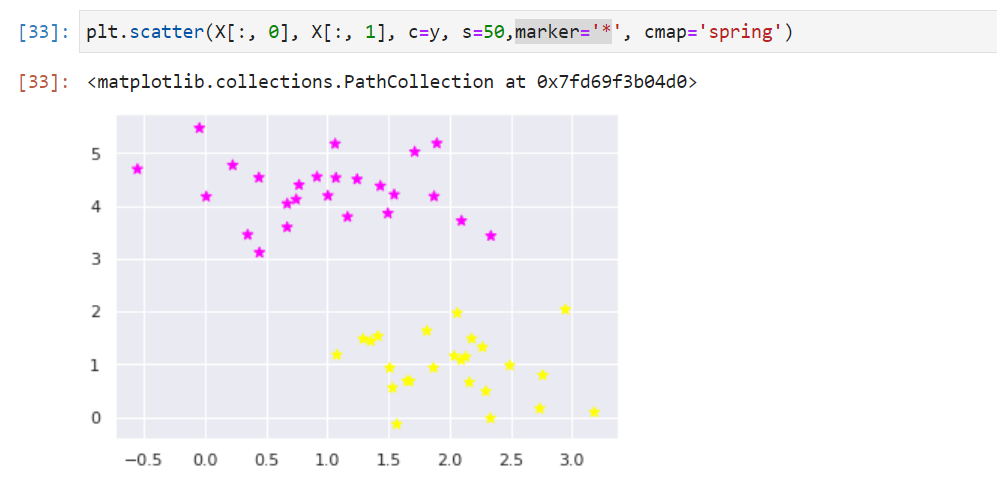 [33]: plt.scatter(X[:, 0], X[:, 1], c=y, s=50,marker='*', cmap='spring')
[33]: <matplotlib.collections.PathCollection at 0x7fd69f3b04d0>
5
4
3
2
1
0
−0.5 0.0 0.5 1.0 1.5 2.0 2.5 3.0